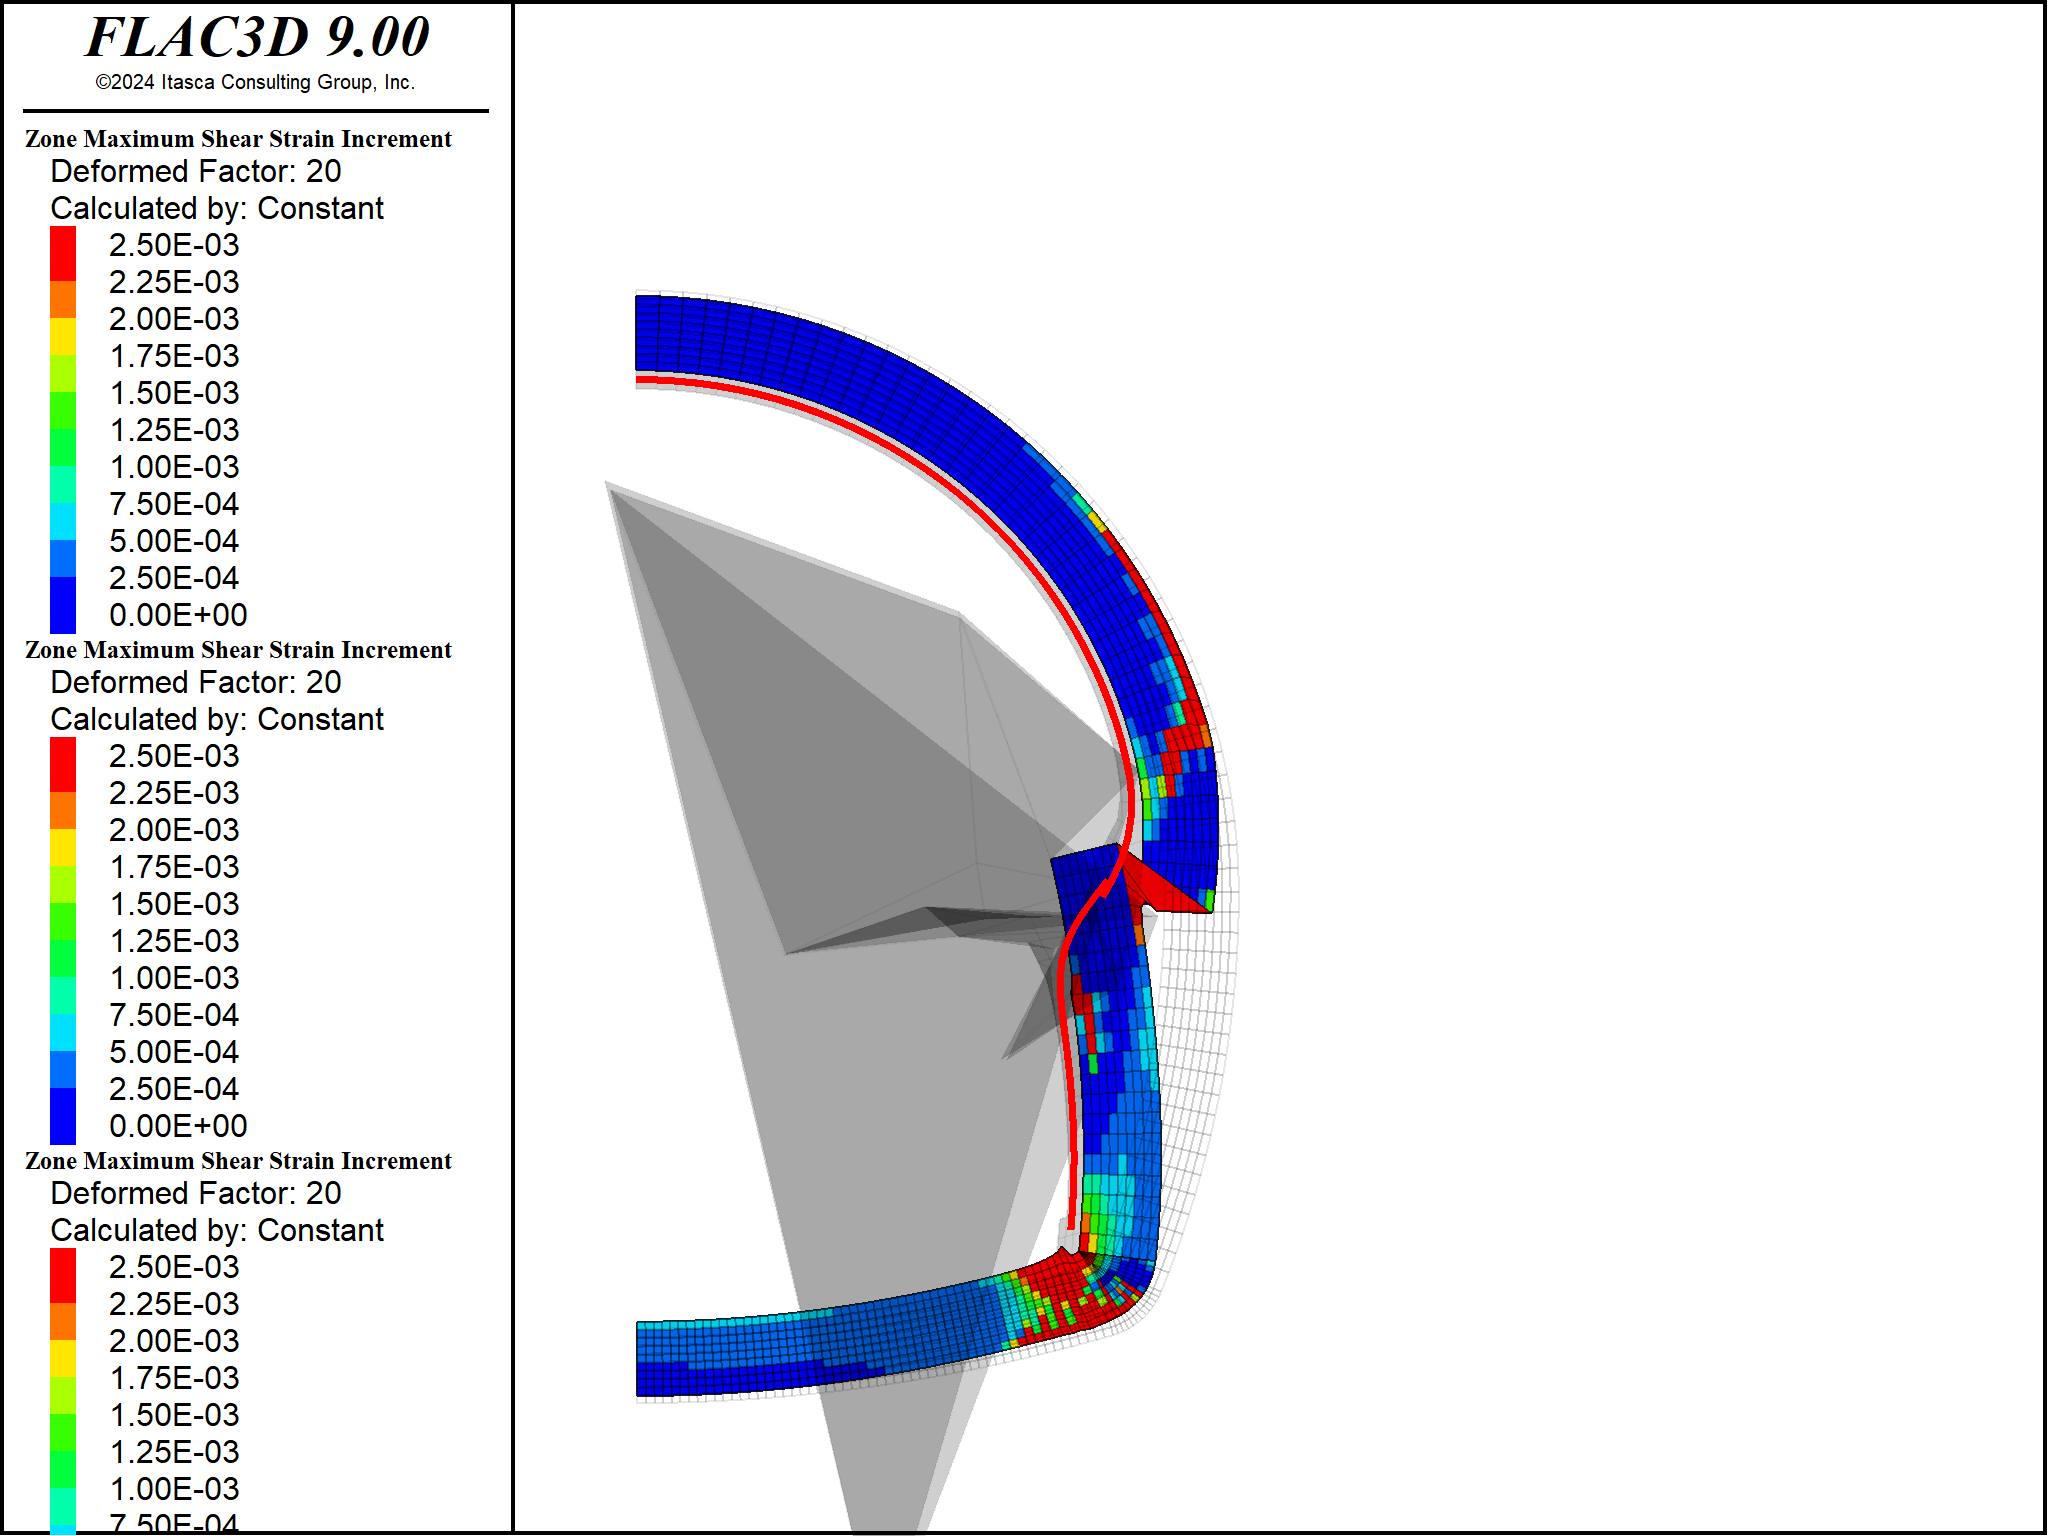 FLAC3D 9.00
©2024 Itasca Consulting Group, Inc.
Zone Maximum Shear Strain Increment
Deformed Factor: 20
Calculated by: Constant
2.50E-03
2.25E-03
2.00E-03
1.75E-03
1.50E-03
1.25E-03
1.00E-03
7.50E-04
5.00E-04
2.50E-04
0.00E+00
Zone Maximum Shear Strain Increment
Deformed Factor: 20
Calculated by: Constant
2.50E-03
2.25E-03
2.00E-03
1.75E-03
1.50E-03
1.25E-03
1.00E-03
7.50E-04
5.00E-04
2.50E-04
0.00E+00
Zone Maximum Shear Strain Increment
Deformed Factor: 20
Calculated by: Constant
2.50E-03
2.25E-03
2.00E-03
1.75E-03
1.50E-03
1.25E-03
1.00E-03
7.50E-04